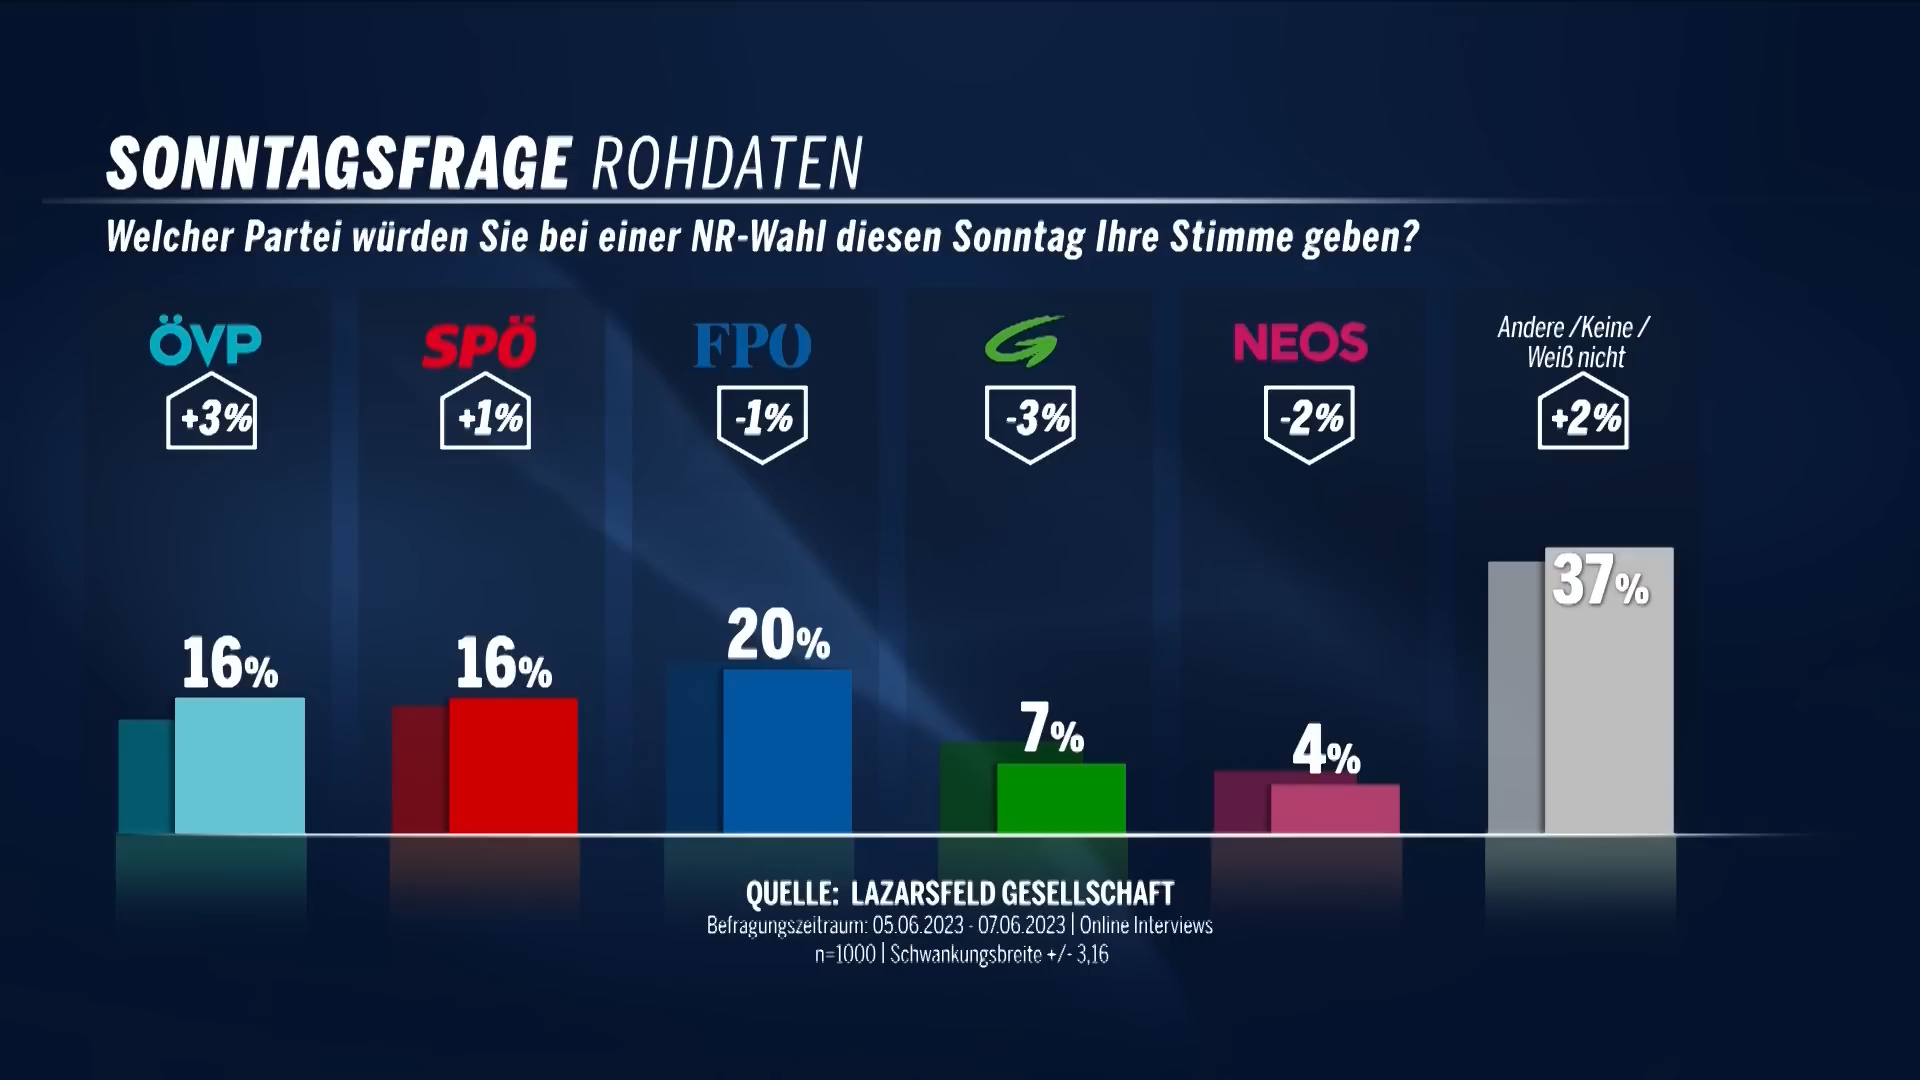 SONNTAGSFRAGE ROHDATEN
Welcher Partei würden Sie bei einer NR-Wahl diesen Sonntag Ihre Stimme geben?
ÖVP
+3%
16%
SPÖ
+1%
16%
FPÖ
-1%
20%
G
-3%
7%
NEOS
-2%
4%
Andere /Keine /
Weiß nicht
+2%
37%
QUELLE: LAZARSFELD GESELLSCHAFT
Befragungszeitraum: 05.06.2023 - 07.06.2023 | Online Interviews
n=1000 | Schwankungsbreite +/- 3,16